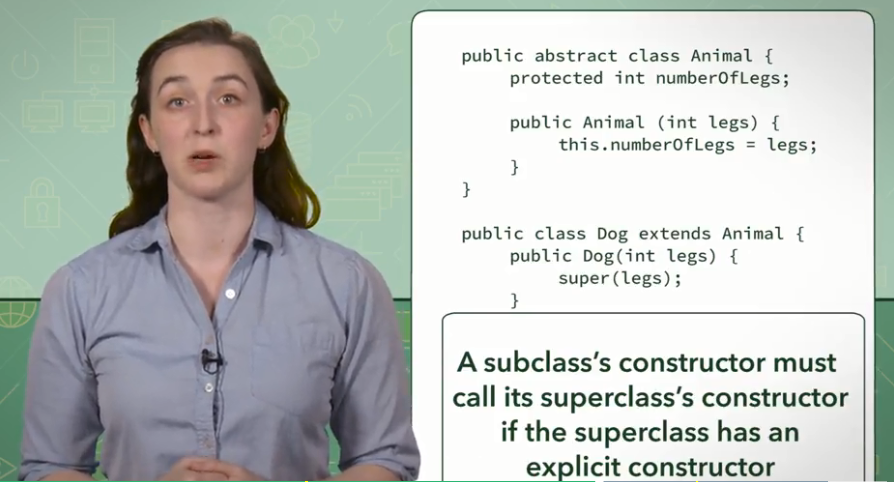 public abstract class Animal {
protected int numberOfLegs;
public Animal (int legs) {
this.numberOfLegs = legs;
}
}
public class Dog extends Animal {
public Dog(int legs) {
super(legs);
}
A subclass's constructor must
call its superclass's constructor
if the superclass has an
explicit constructor